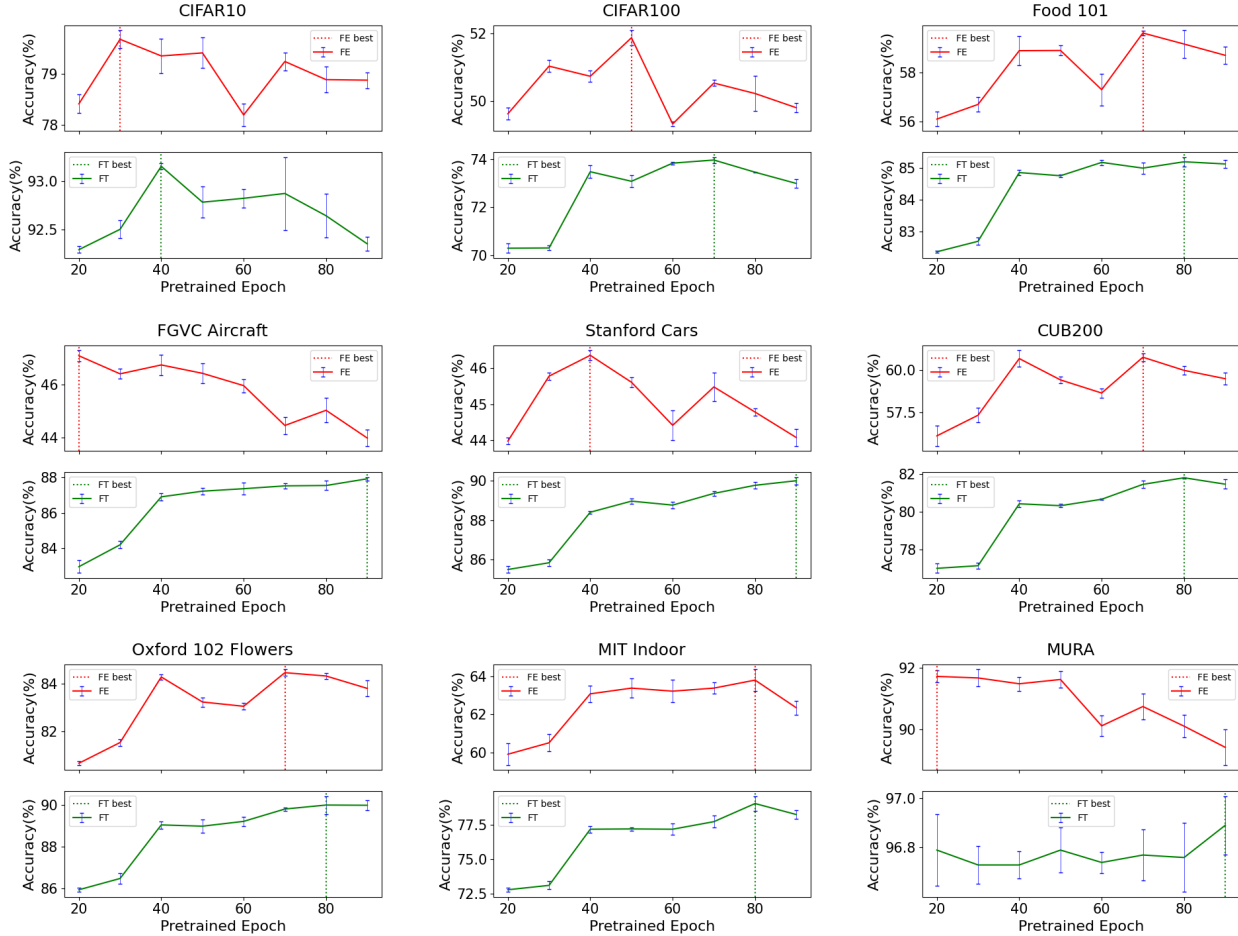 CIFAR10
Accuracy(%)
79
78
FE best
FE
Accuracy(%)
93.0
92.5
FT best
FT
20 40 60 80
Pretrained Epoch
CIFAR100
Accuracy(%)
52
50
FE best
FE
Accuracy(%)
74
72
70
FT best
FT
20 40 60 80
Pretrained Epoch
Food 101
Accuracy(%)
58
56
FE best
FE
Accuracy(%)
85
84
83
FT best
FT
20 40 60 80
Pretrained Epoch
FGVC Aircraft
Accuracy(%)
46
44
FE best
FE
Accuracy(%)
88
86
84
FT best
FT
20 40 60 80
Pretrained Epoch
Stanford Cars
Accuracy(%)
46
45
44
FE best
FE
Accuracy(%)
90
88
86
FT best
FT
20 40 60 80
Pretrained Epoch
CUB200
Accuracy(%)
60.0
57.5
FE best
FE
Accuracy(%)
82
80
78
FT best
FT
20 40 60 80
Pretrained Epoch
Oxford 102 Flowers
Accuracy(%)
84
82
FE best
FE
Accuracy(%)
90
88
86
FT best
FT
20 40 60 80
Pretrained Epoch
MIT Indoor
Accuracy(%)
64
62
60
FE best
FE
Accuracy(%)
77.5
75.0
72.5
FT best
FT
20 40 60 80
Pretrained Epoch
MURA
Accuracy(%)
92
90
FE best
FE
Accuracy(%)
97.0
96.8
FT best
FT
20 40 60 80
Pretrained Epoch